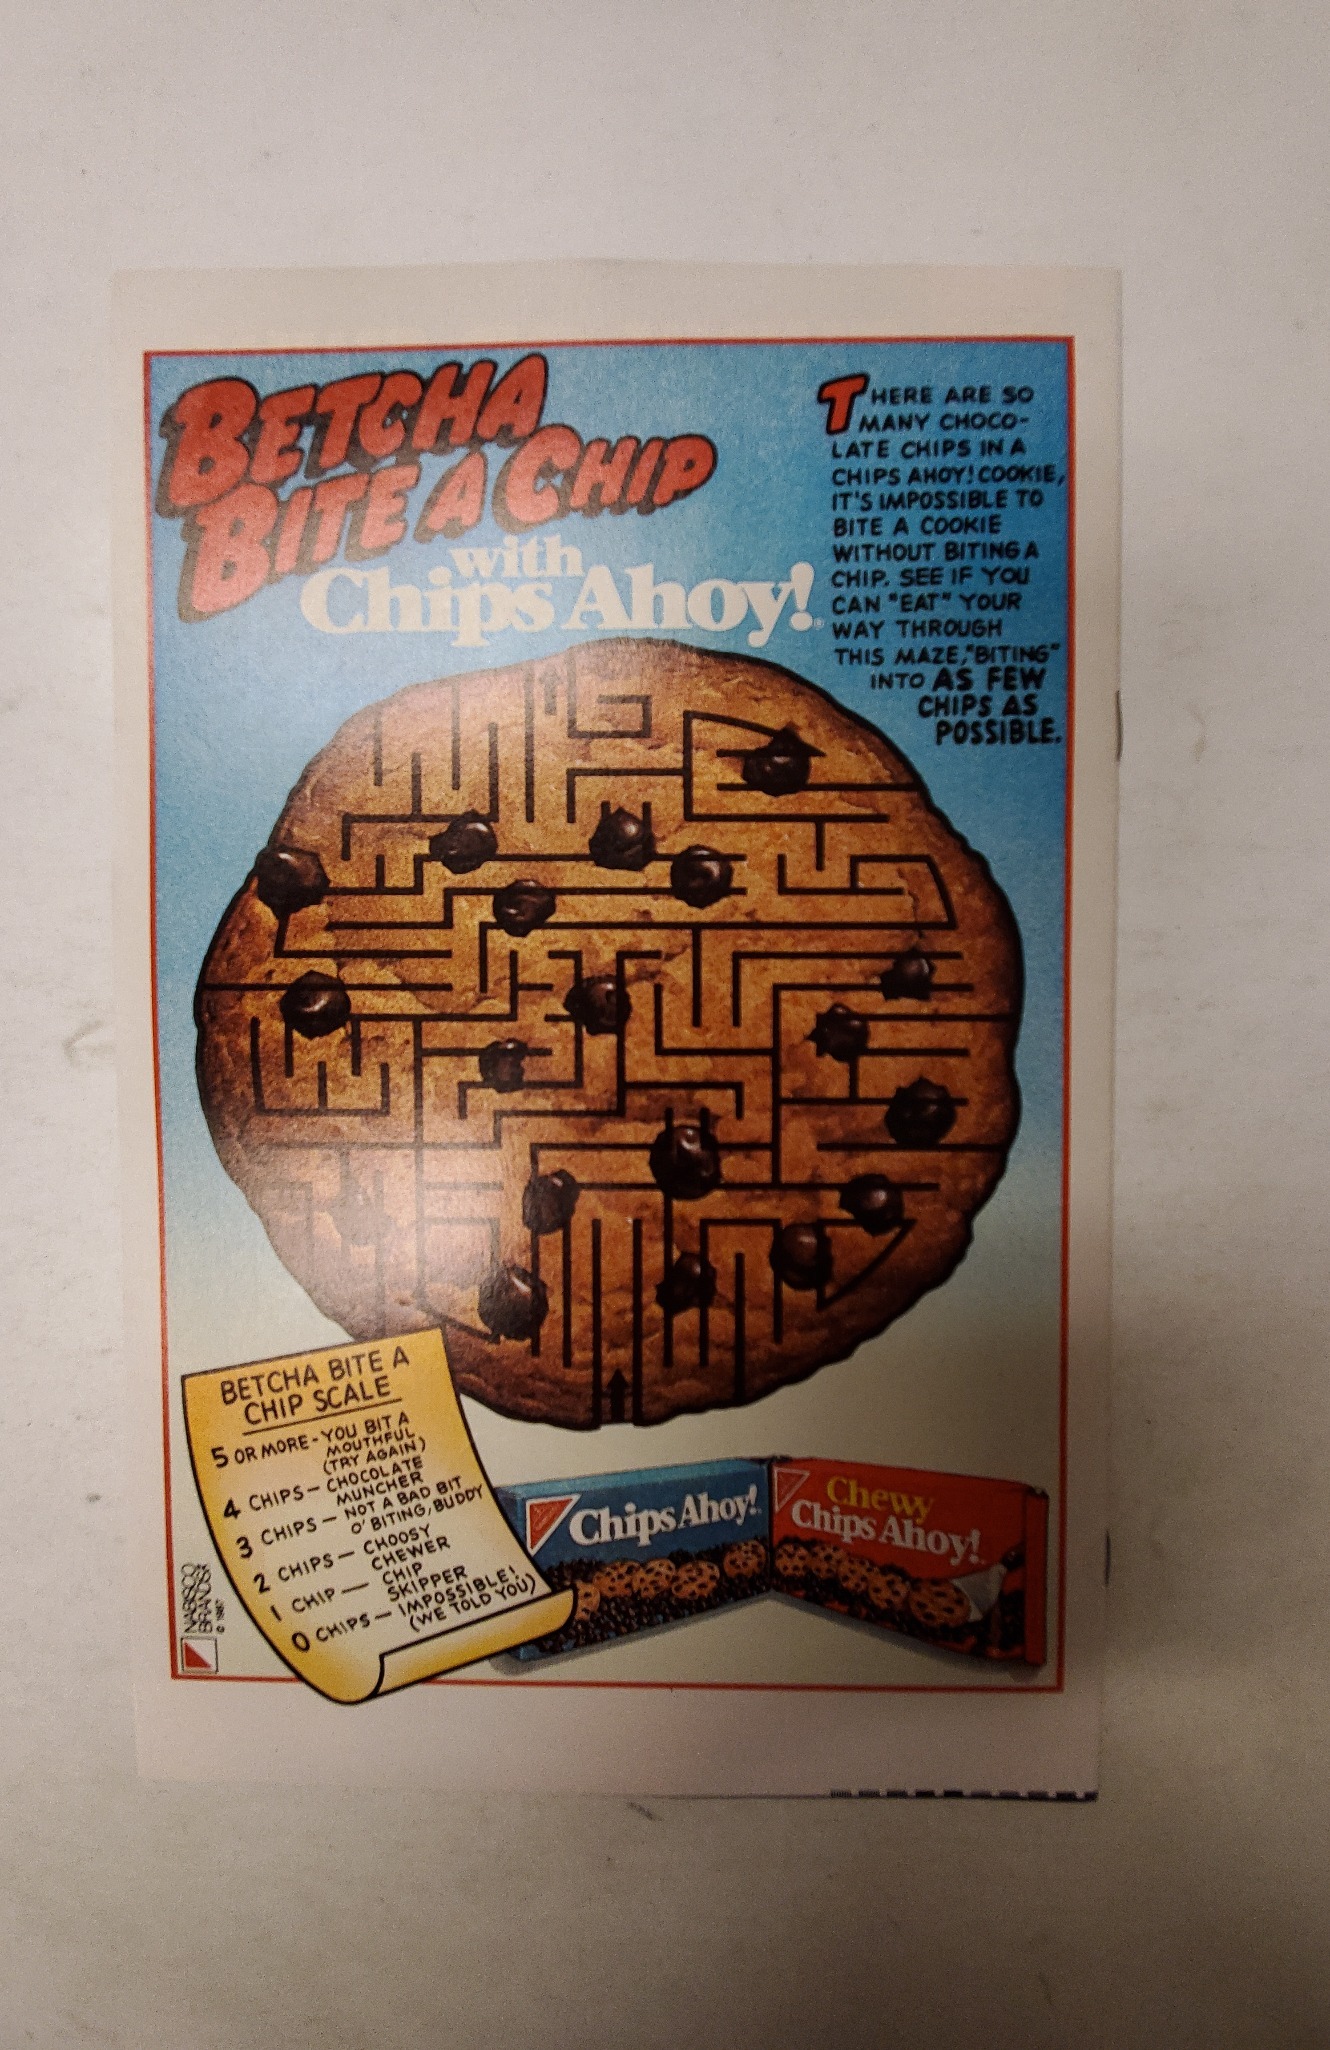 BETCHA
BITE A CHIP
with
Chips Ahoy!®
THERE ARE SO
MANY CHOCO-
LATE CHIPS IN A
CHIPS AHOY! COOKIE,
IT'S IMPOSSIBLE TO
BITE A COOKIE
WITHOUT BITING A
CHIP. SEE IF YOU
CAN "EAT" YOUR
WAY THROUGH
THIS MAZE, "BITING"
INTO AS FEW
CHIPS AS
POSSIBLE.
BETCHA BITE A
CHIP SCALE
5 OR MORE - YOU BIT A
MOUTHFUL
(TRY AGAIN)
4 CHIPS - CHOCOLATE
MUNCHER
3 CHIPS - NOT A BAD BIT
O' BITING, BUDDY
2 CHIPS - CHOOSY
CHEWER
1 CHIP - CHIP
SKIPPER
0 CHIPS - IMPOSSIBLE!
(WE TOLD YOU)
NABISCO
BRANDS
© 1987
Chips Ahoy!
Chewy
Chips Ahoy!